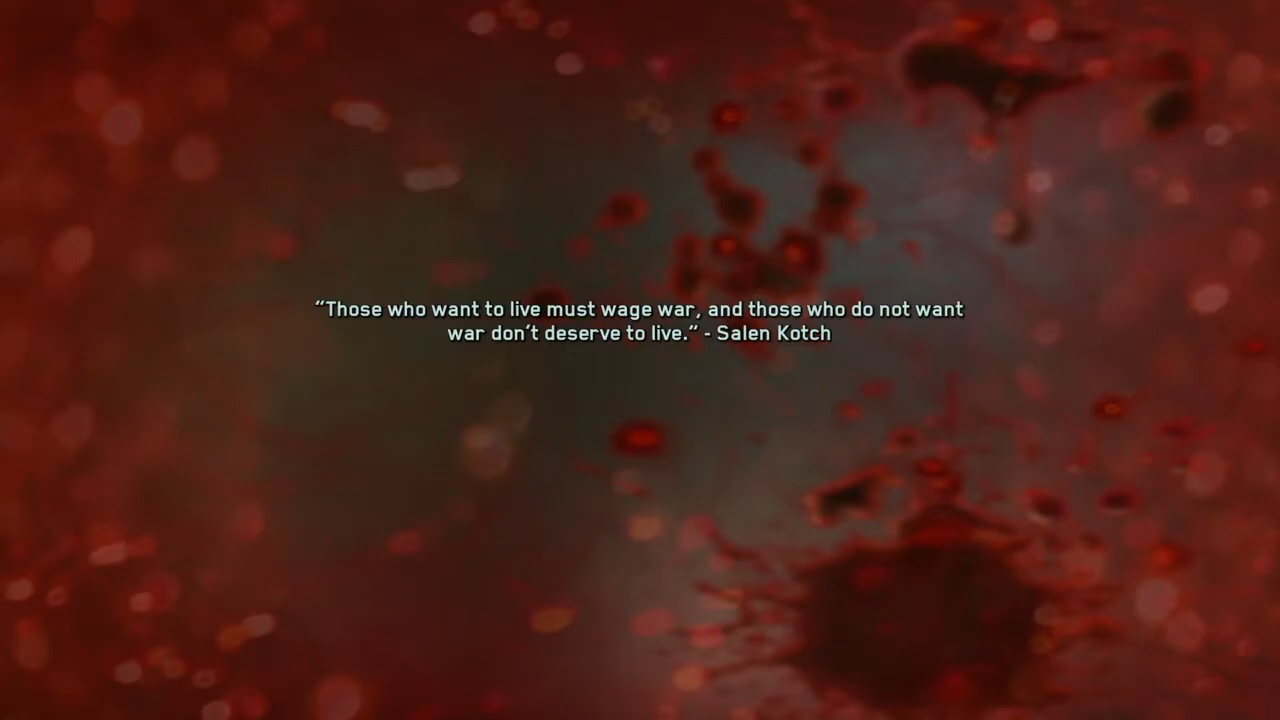 “Those who want to live must wage war, and those who do not want
war don’t deserve to live.“ - Salen Kotch